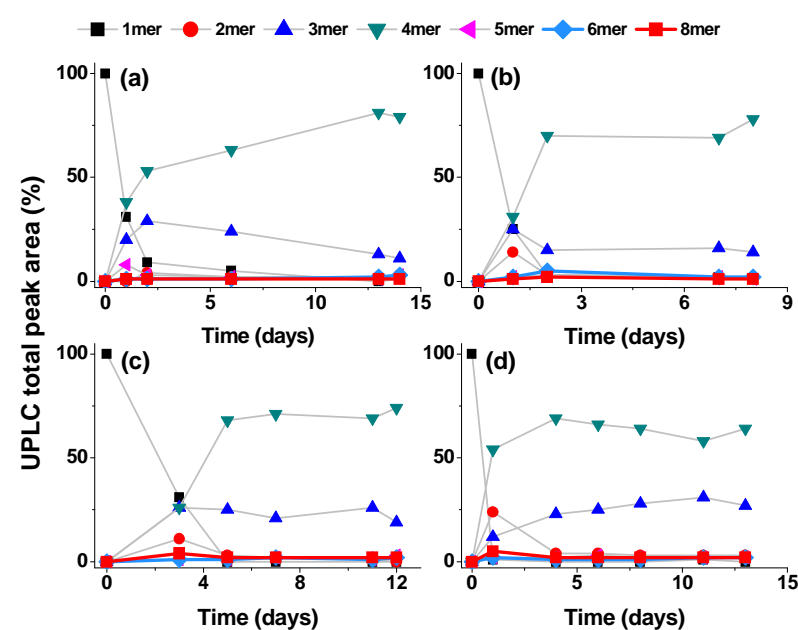 1mer 2mer 3mer 4mer 5mer 6mer 8mer
UPLC total peak area (%)
(a)
100
50
0
0 5 10 15
Time (days)
(b)
100
50
0
0 3 6 9
Time (days)
(c)
100
50
0
0 4 8 12
Time (days)
(d)
100
50
0
0 5 10 15
Time (days)